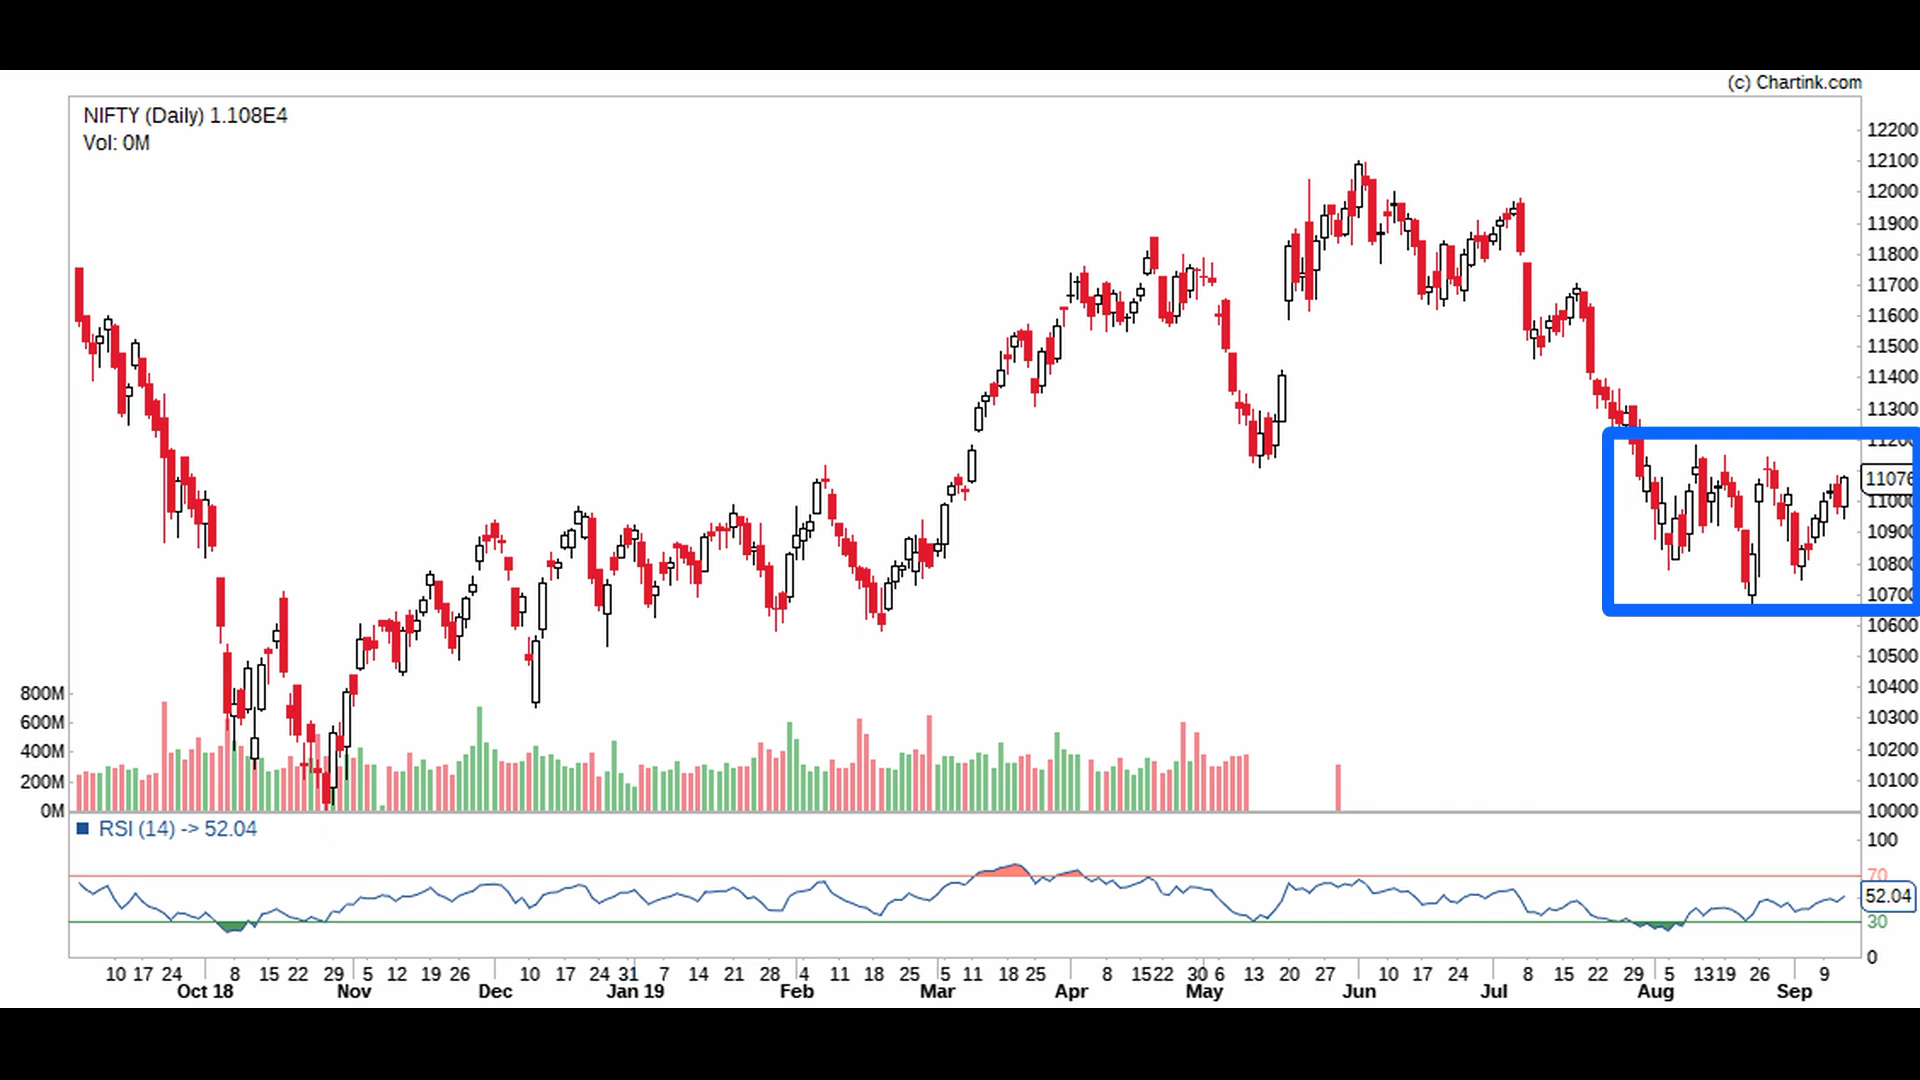 (c) Chartink.com
NIFTY (Daily) 1.108E4
Vol: 0M
12200
12100
12000
11900
11800
11700
11600
11500
11400
11300
11200
11076
11000
10900
10800
10700
10600
10500
10400
10300
10200
10100
10000
800M
600M
400M
200M
0M
RSI (14) -> 52.04
100
70
52.04
30
0
10 17 24 8 15 22 29 5 12 19 26 10 17 24 31 7 14 21 28 4 11 18 25 5 11 18 25 8 15 22 30 6 13 20 27 10 17 24 8 15 22 29 5 13 19 26 9
Oct 18 Nov Dec Jan 19 Feb Mar Apr May Jun Jul Aug Sep